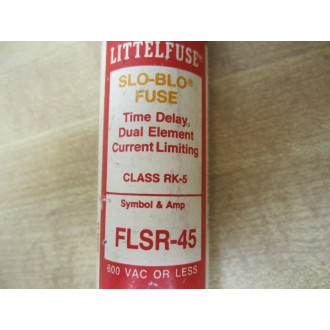 LITTELFUSE®
SLO-BLO®
FUSE
Time Delay,
Dual Element
Current Limiting
CLASS RK-5
Symbol & Amp
FLSR-45
600 VAC OR LESS